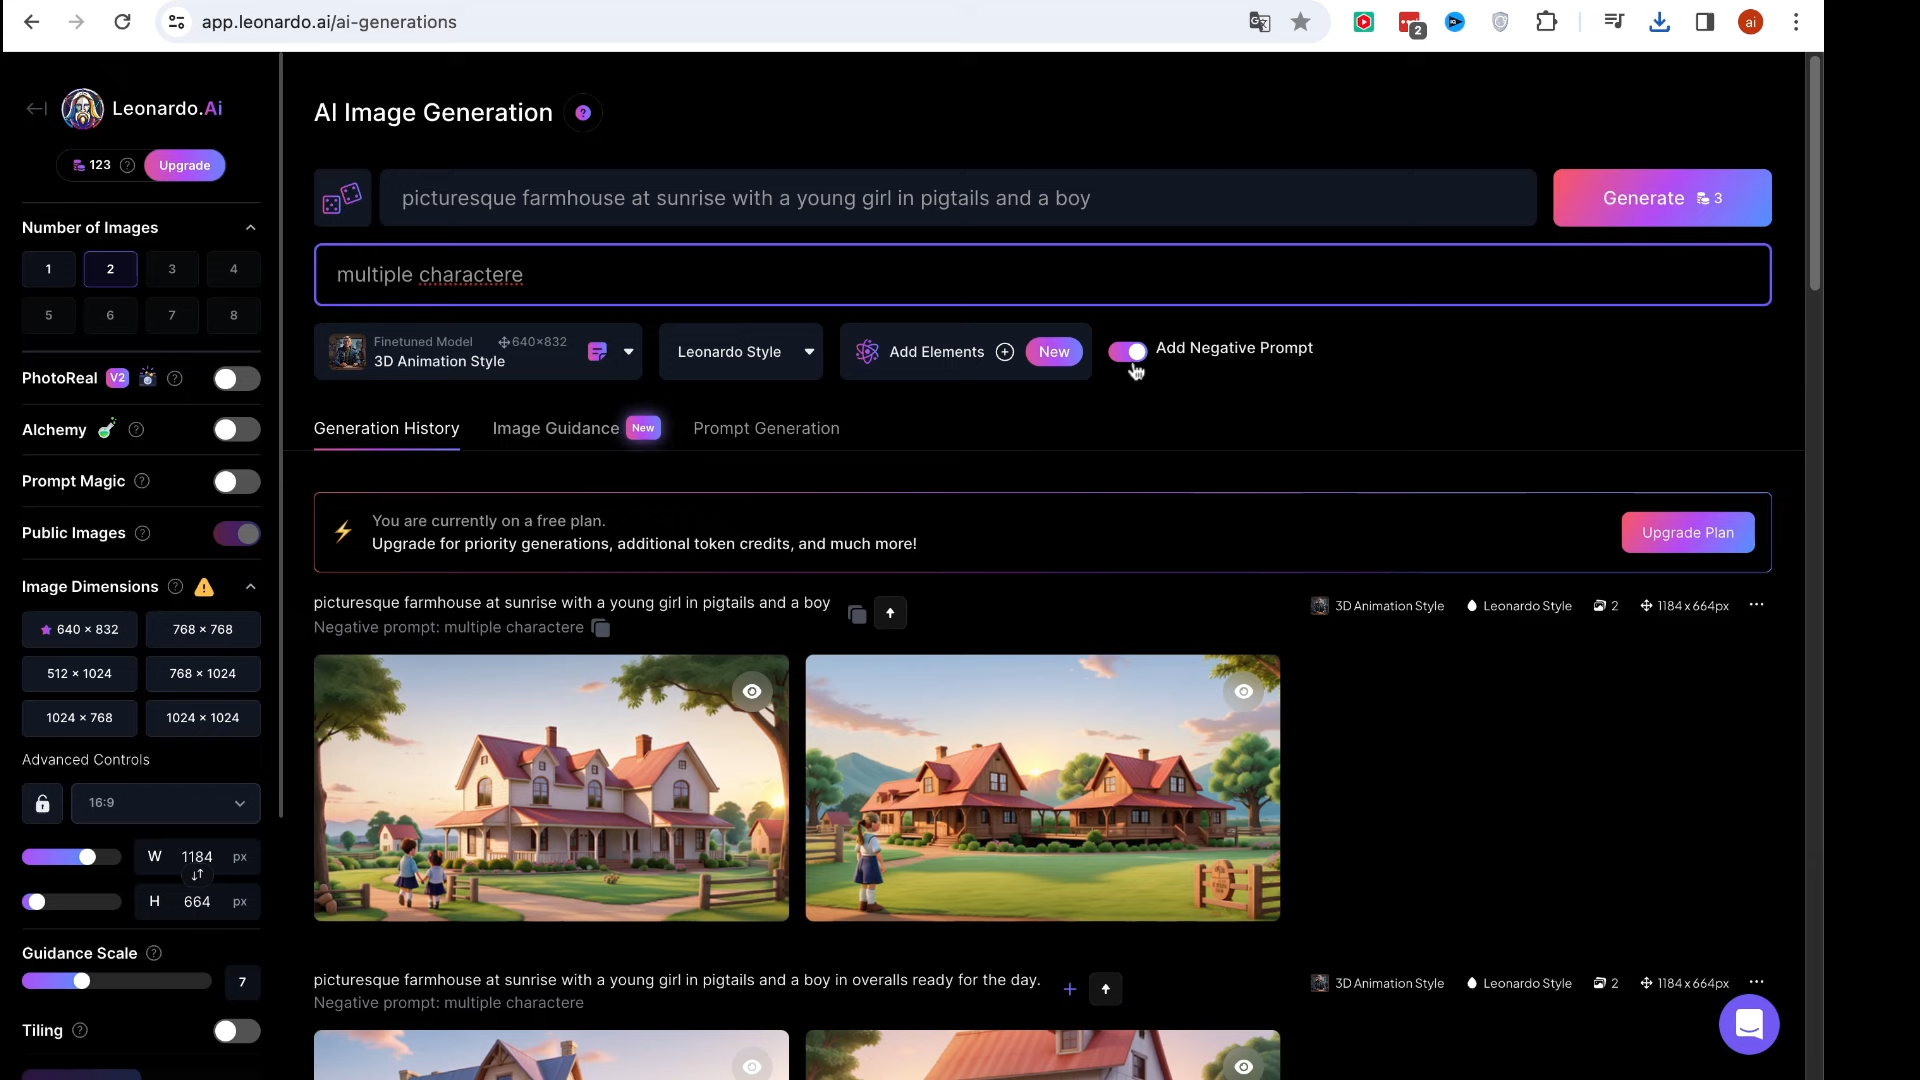 app.leonardo.ai/ai-generations
2
ai
Leonardo.Ai
123 ? Upgrade
Number of Images
1 2 3 4
5 6 7 8
PhotoReal V2 ?
Alchemy ?
Prompt Magic ?
Public Images ?
Image Dimensions ?
640 × 832 768 × 768
512 × 1024 768 × 1024
1024 × 768 1024 × 1024
Advanced Controls
16:9
W 1184 px
H 664 px
Guidance Scale ?
7
Tiling ?
AI Image Generation ?
picturesque farmhouse at sunrise with a young girl in pigtails and a boy
Generate 3
multiple charactere
Finetuned Model 640×832
3D Animation Style
Leonardo Style
Add Elements New
Add Negative Prompt
Generation History Image Guidance New Prompt Generation
You are currently on a free plan.
Upgrade for priority generations, additional token credits, and much more!
Upgrade Plan
picturesque farmhouse at sunrise with a young girl in pigtails and a boy
Negative prompt: multiple charactere
3D Animation Style Leonardo Style 2 1184 x 664px
picturesque farmhouse at sunrise with a young girl in pigtails and a boy in overalls ready for the day.
Negative prompt: multiple charactere
3D Animation Style Leonardo Style 2 1184 x 664px